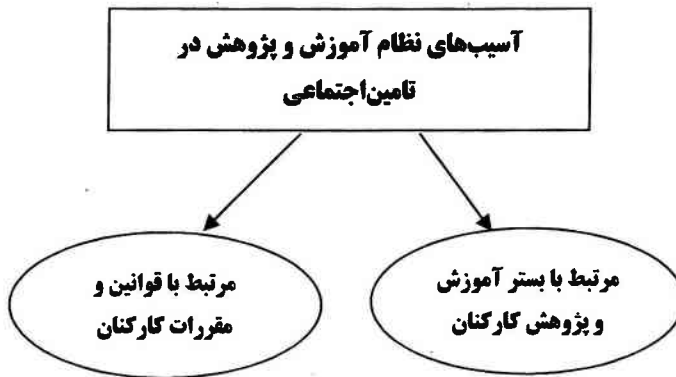 آسیب‌های نظام آموزش و پژوهش در
تامین‌اجتماعی
مرتبط با بستر آموزش
و پژوهش کارکنان
مرتبط با قوانین و
مقررات کارکنان